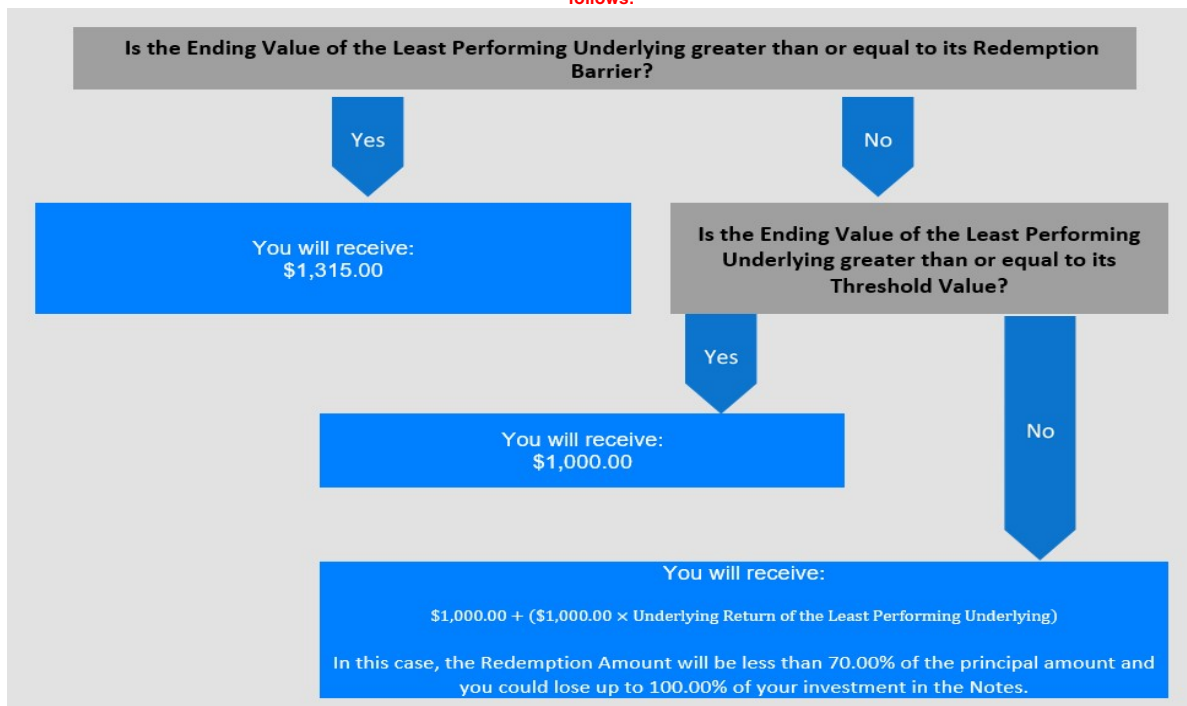 follows:
Is the Ending Value of the Least Performing Underlying greater than or equal to its Redemption
Barrier?
Yes
No
You will receive:
$1,315.00
Is the Ending Value of the Least Performing
Underlying greater than or equal to its
Threshold Value?
Yes
No
You will receive:
$1,000.00
You will receive:
$1,000.00 + ($1,000.00 × Underlying Return of the Least Performing Underlying)
In this case, the Redemption Amount will be less than 70.00% of the principal amount and
you could lose up to 100.00% of your investment in the Notes.